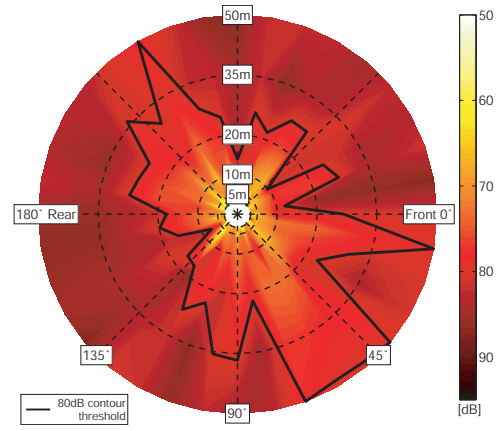 50m
50
35m
60
20m
70
10m
5m
180° Rear
Front 0°
80
135°
45°
90
80dB contour
threshold
90°
[dB]